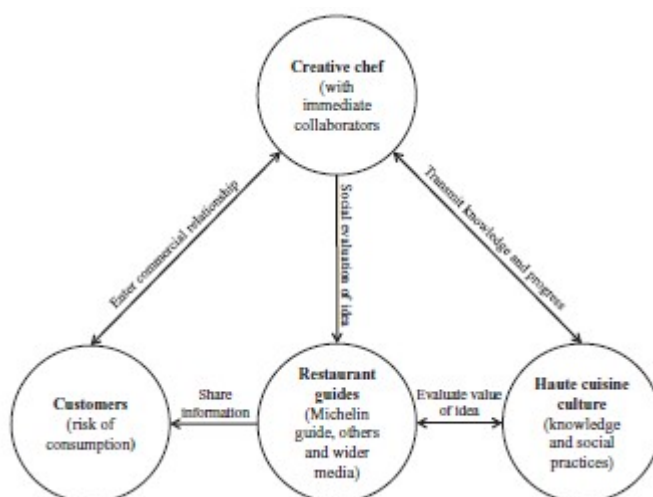 Creative chef
(with
immediate
collaborators
Enter commercial relationship
Social evaluation of idea
Transmit knowledge and progress
Customers
(risk of
consumption)
Share
information
Restaurant
guides
(Michelin
guide, others
and wider
media)
Evaluate value
of idea
Haute cuisine
culture
(knowledge
and social
practices)